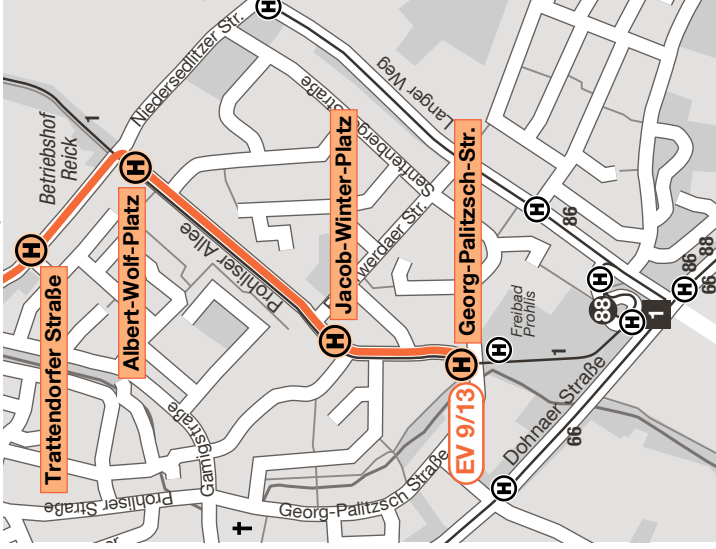 Niedersedlitzer Str.
H
Betriebshof
Reick
1
Langer Weg
Senftenberger Straße
H
Trattendorfer Straße
H
Albert-Wolf-Platz
Prohliser Allee
H
Jacob-Winter-Platz
werdaer Str.
Georg-Palitzsch-Str.
H
86
H
EV 9/13
H
Freibad
Prohlis
H
1
H
88
H
1
H
86
66 88
Dohnaer Straße
66
H
Gamigstraße
Prohliser Straße
Georg-Palitzsch Straße
er